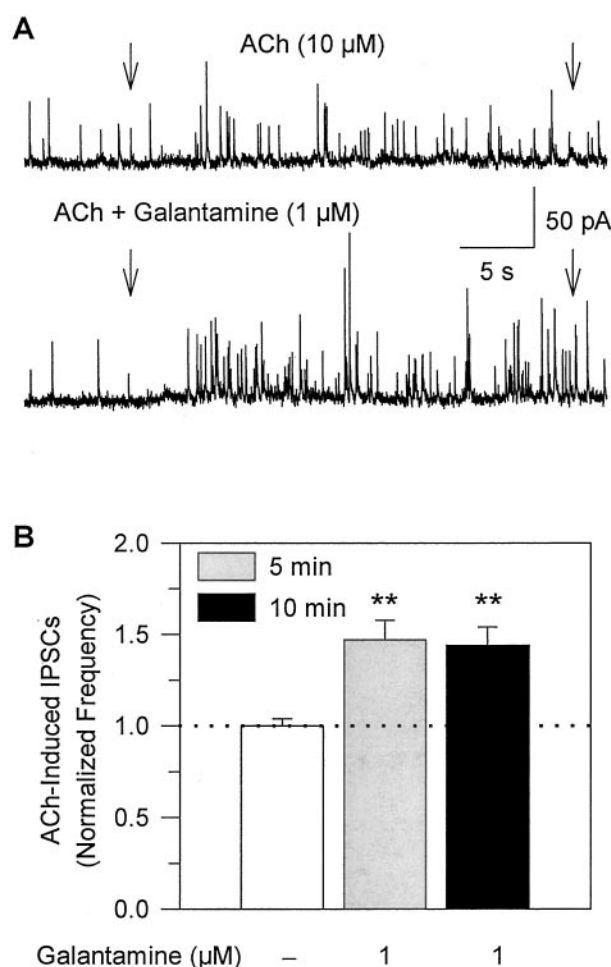 A
ACh (10 µM)
ACh + Galantamine (1 µM)
50 pA
5 s
B
2.0
1.5
1.0
0.5
0.0
ACh-Induced IPSCs
(Normalized Frequency)
5 min
10 min
** **
Galantamine (µM) – 1 1